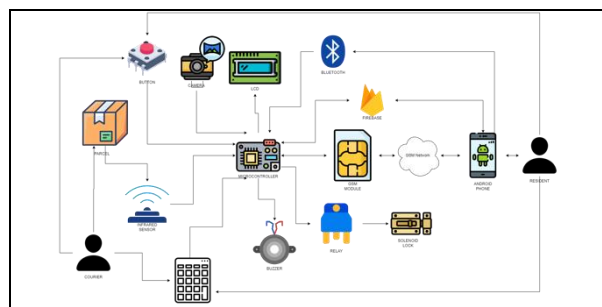 BUTTON
CAMERA
LCD
BLUETOOTH
FIREBASE
PARCEL
MICROCONTROLLER
GSM
MODULE
GSM Network
ANDROID
PHONE
RESIDENT
INFRARED
SENSOR
COURIER
BUZZER
RELAY
SOLENOID
LOCK